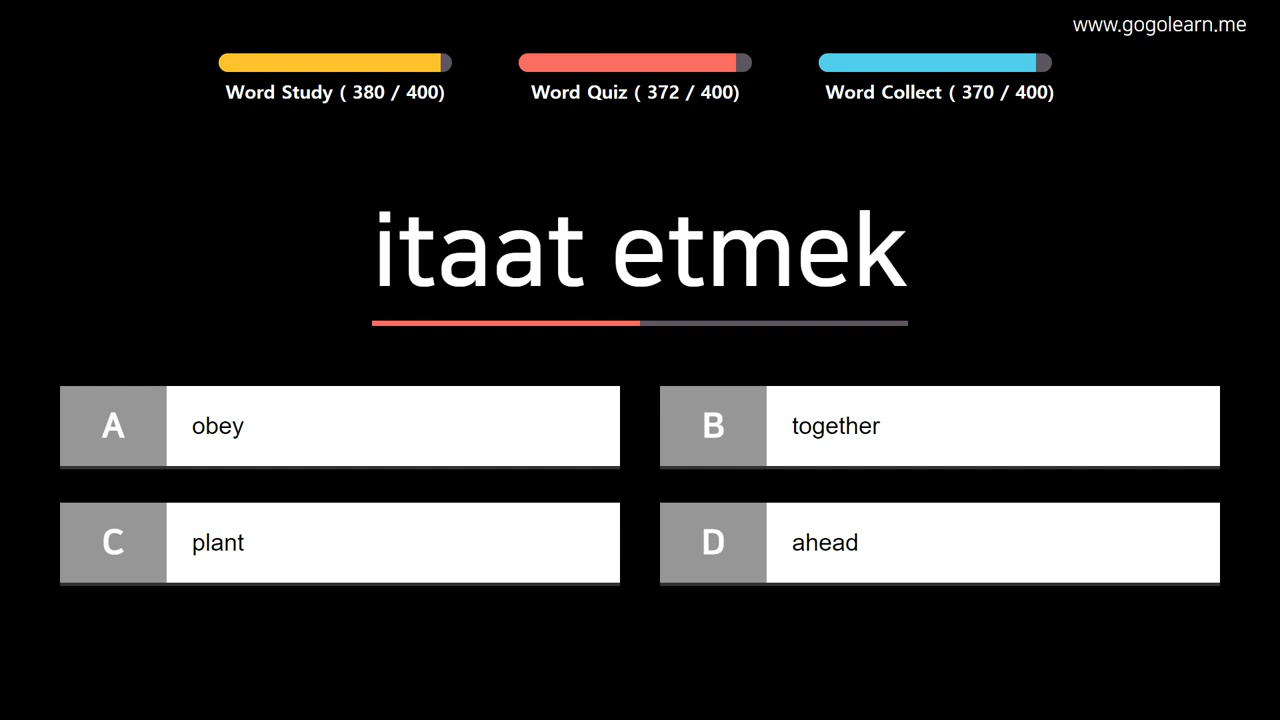 www.gogolearn.me
Word Study ( 380 / 400)
Word Quiz ( 372 / 400)
Word Collect ( 370 / 400)
itaat etmek
A obey
B together
C plant
D ahead